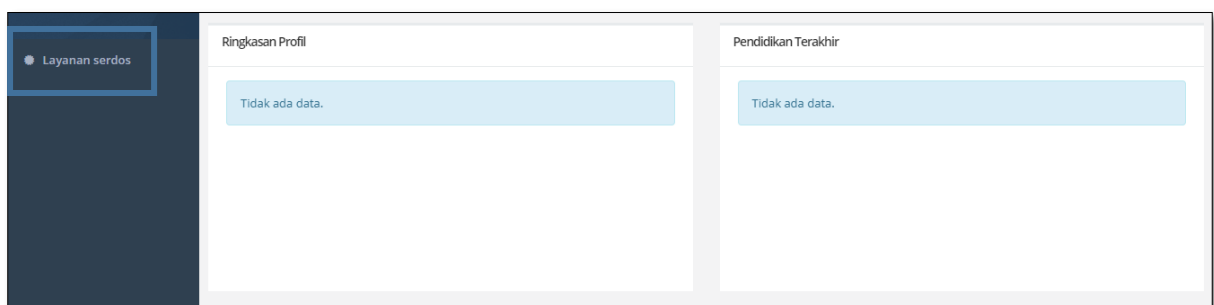 Layanan serdos
Ringkasan Profil
Tidak ada data.
Pendidikan Terakhir
Tidak ada data.